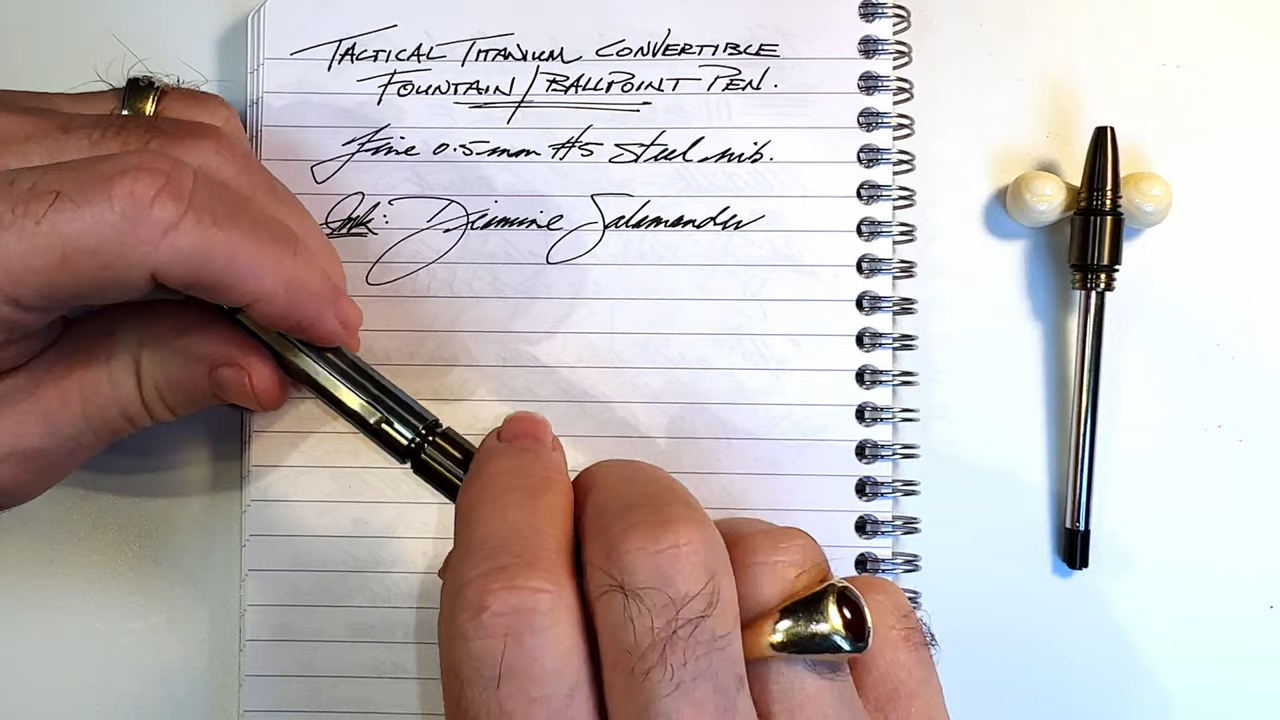 TACTICAL TITANIUM CONVERTIBLE
FOUNTAIN/BALLPOINT PEN.
Fine 0.5mm #5 Steel nib.
Ink: Diamine Salamander